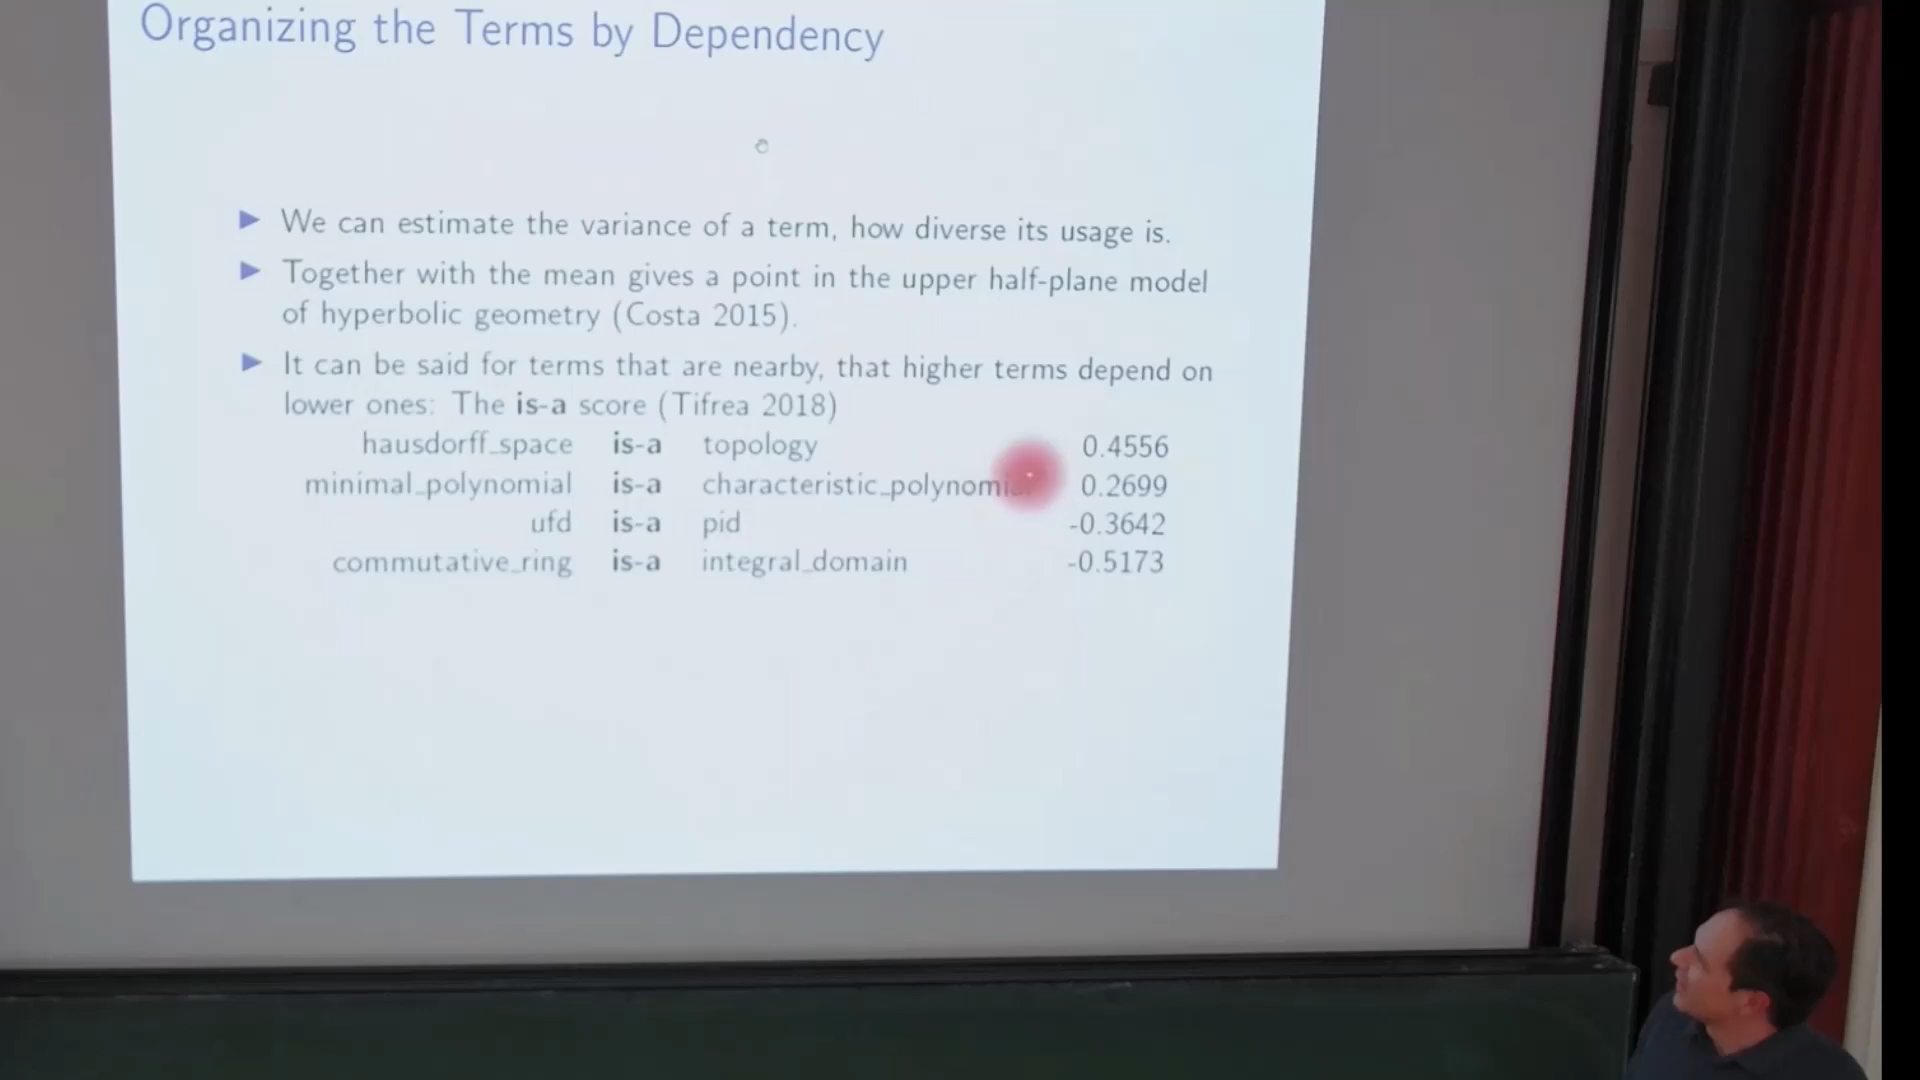 Organizing the Terms by Dependency
▶ We can estimate the variance of a term, how diverse its usage is.
▶ Together with the mean gives a point in the upper half-plane model
of hyperbolic geometry (Costa 2015).
▶ It can be said for terms that are nearby, that higher terms depend on
lower ones: The is-a score (Tifrea 2018)
hausdorff_space is-a topology 0.4556
minimal_polynomial is-a characteristic_polynomial 0.2699
ufd is-a pid -0.3642
commutative_ring is-a integral_domain -0.5173